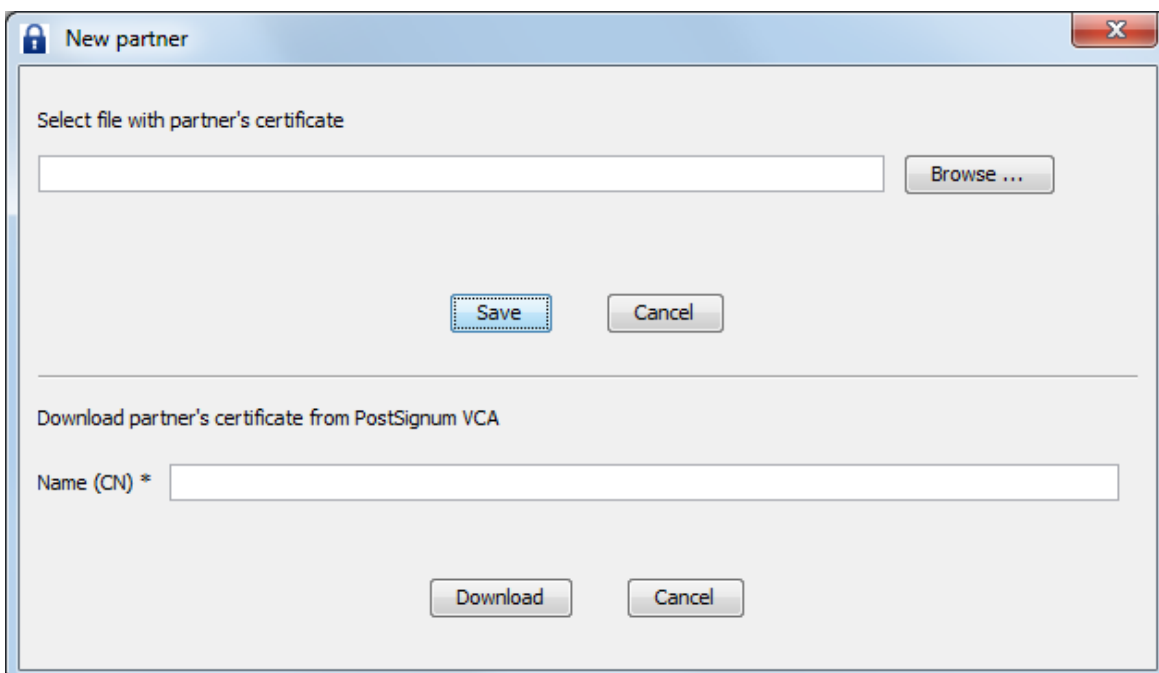 New partner
Select file with partner's certificate
Browse ...
Save Cancel
Download partner's certificate from PostSignum VCA
Name (CN) *
Download Cancel